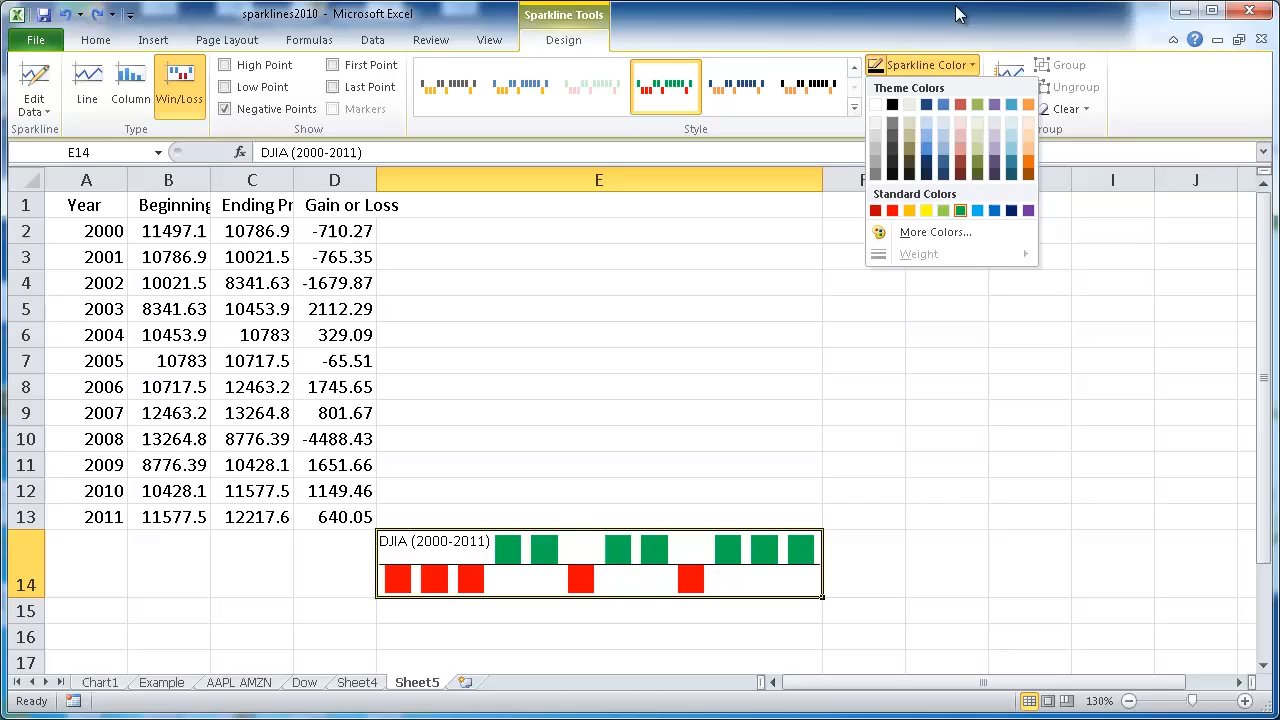 sparklines2010 - Microsoft Excel
Sparkline Tools
File Home Insert Page Layout Formulas Data Review View Design
Edit Data
Sparkline
Line Column Win/Loss
Type
High Point First Point
Low Point Last Point
Negative Points Markers
Show
Style
Sparkline Color
Group
Ungroup
Clear
Theme Colors
Standard Colors
More Colors...
Weight
E14 fx DJIA (2000-2011)
A B C D E I J
1 Year Beginning Ending Pr Gain or Loss
2 2000 11497.1 10786.9 -710.27
3 2001 10786.9 10021.5 -765.35
4 2002 10021.5 8341.63 -1679.87
5 2003 8341.63 10453.9 2112.29
6 2004 10453.9 10783 329.09
7 2005 10783 10717.5 -65.51
8 2006 10717.5 12463.2 1745.65
9 2007 12463.2 13264.8 801.67
10 2008 13264.8 8776.39 -4488.43
11 2009 8776.39 10428.1 1651.66
12 2010 10428.1 11577.5 1149.46
13 2011 11577.5 12217.6 640.05
14 DJIA (2000-2011)
15
16
17
Chart1 Example AAPL AMZN Dow Sheet4 Sheet5
Ready 130%